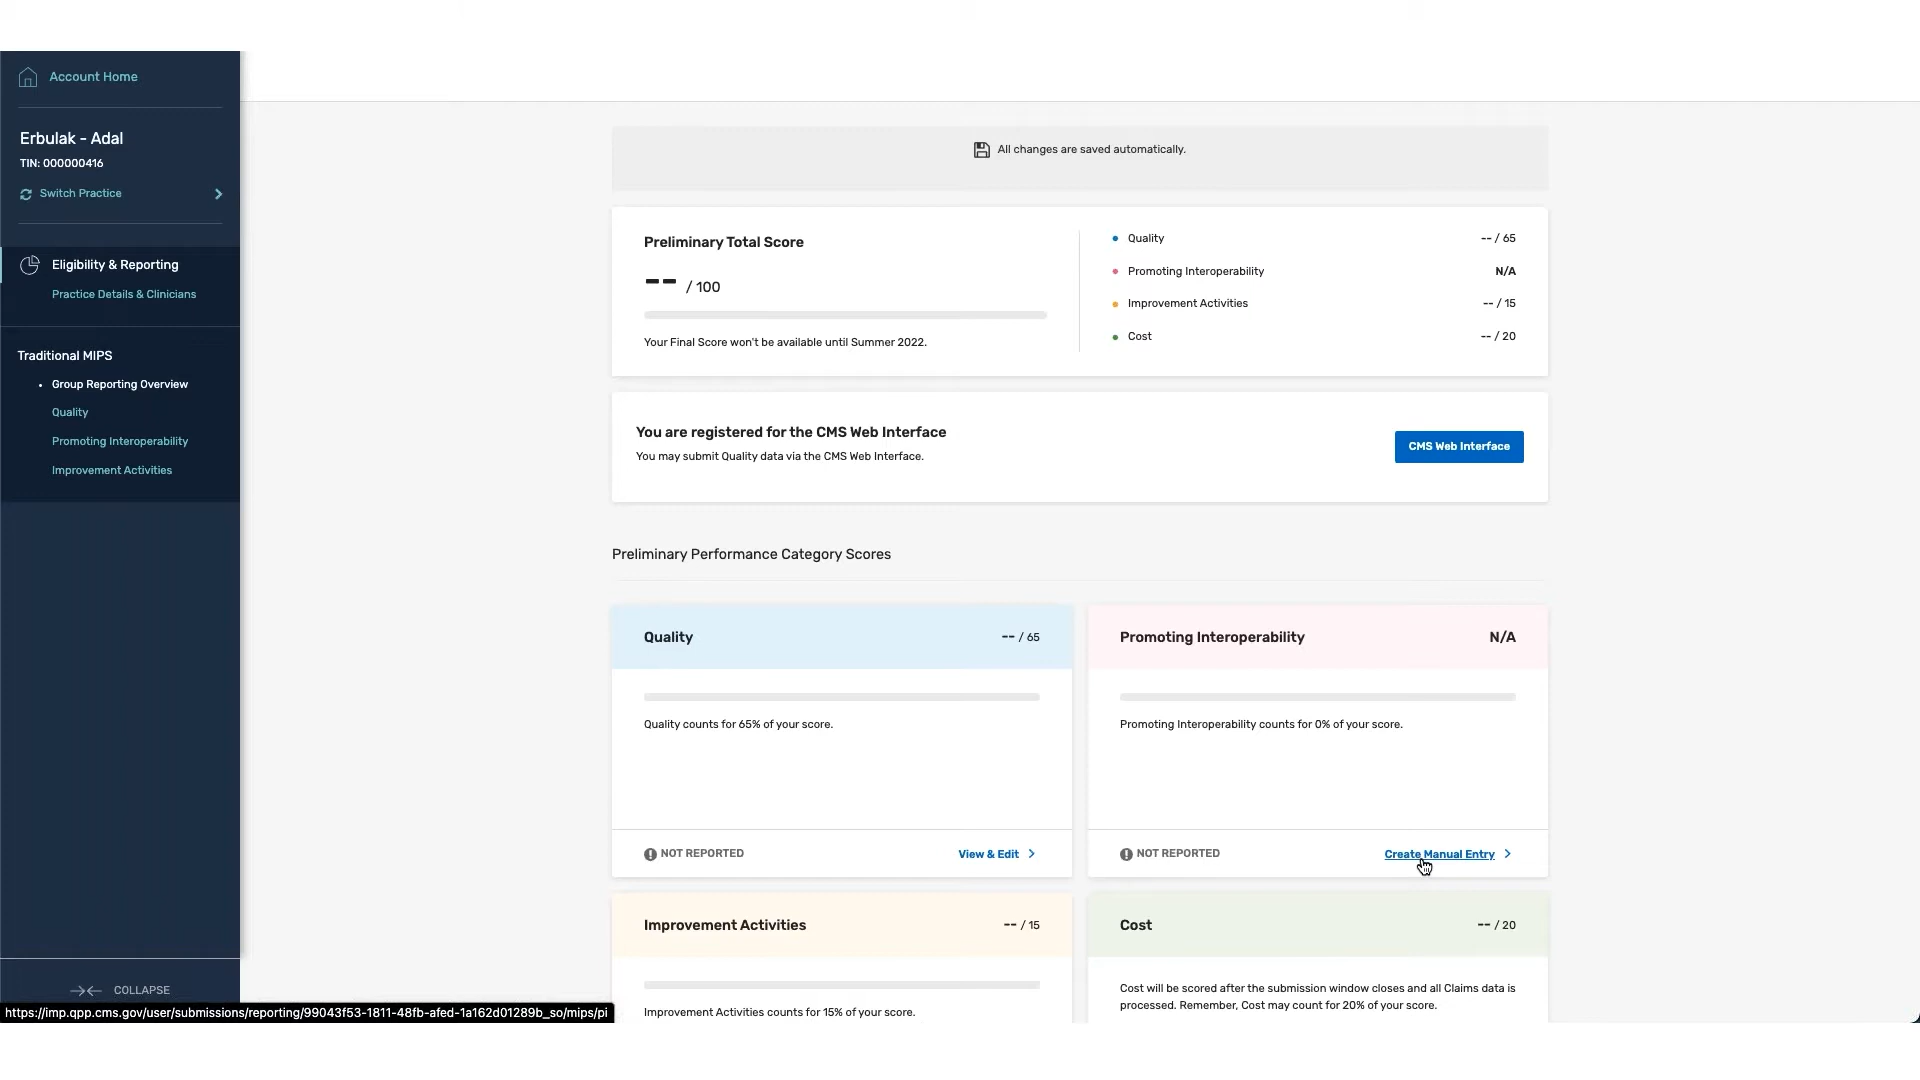 Account Home
Erbulak - Adal
TIN: 000000416
Switch Practice
Eligibility & Reporting
Practice Details & Clinicians
Traditional MIPS
• Group Reporting Overview
Quality
Promoting Interoperability
Improvement Activities
COLLAPSE
https://imp.qpp.cms.gov/user/submissions/reporting/99043f53-1811-48fb-afed-1a162d01289b_so/mips/pi
All changes are saved automatically.
Preliminary Total Score
-- / 100
Your Final Score won't be available until Summer 2022.
• Quality -- / 65
• Promoting Interoperability N/A
• Improvement Activities -- / 15
• Cost -- / 20
You are registered for the CMS Web Interface
You may submit Quality data via the CMS Web Interface.
CMS Web Interface
Preliminary Performance Category Scores
Quality -- / 65
Quality counts for 65% of your score.
NOT REPORTED View & Edit
Promoting Interoperability N/A
Promoting Interoperability counts for 0% of your score.
NOT REPORTED Create Manual Entry
Improvement Activities -- / 15
Improvement Activities counts for 15% of your score.
Cost -- / 20
Cost will be scored after the submission window closes and all Claims data is
processed. Remember, Cost may count for 20% of your score.